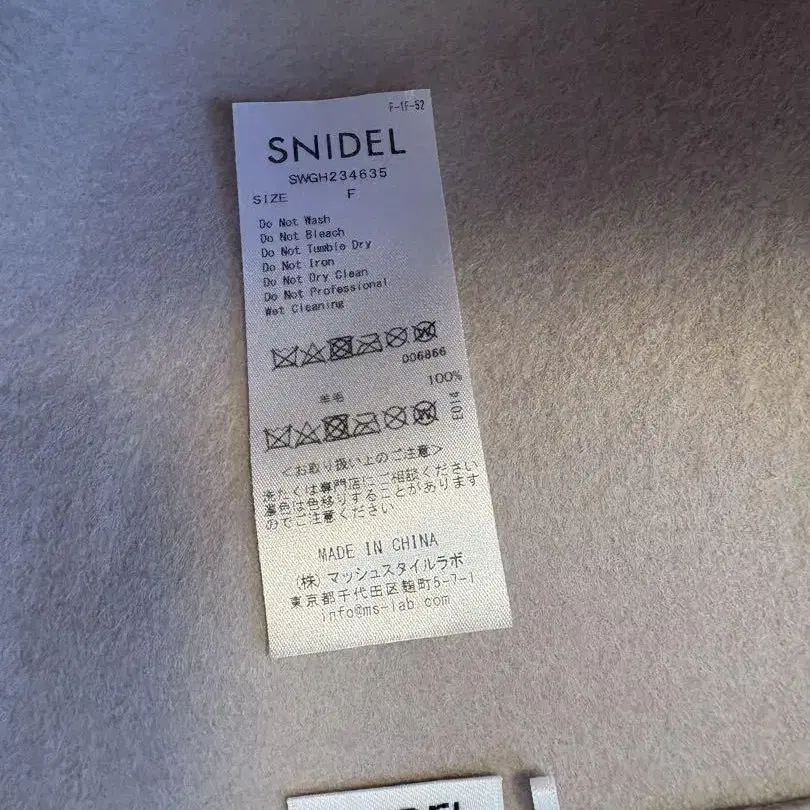 F-1F-52
SNIDEL
SWGH234635
SIZE F
Do Not Wash
Do Not Bleach
Do Not Tumble Dry
Do Not Iron
Do Not Dry Clean
Do Not Professional
Wet Cleaning
006866
羊毛 100%
E014
<お取り扱い上のご注意>
洗たくは専門店にご相談ください
濃色は色移りすることがあります
のでご注意ください
MADE IN CHINA
(株)マッシュスタイルラボ
東京都千代田区麹町5-7-1
info@ms-lab.com